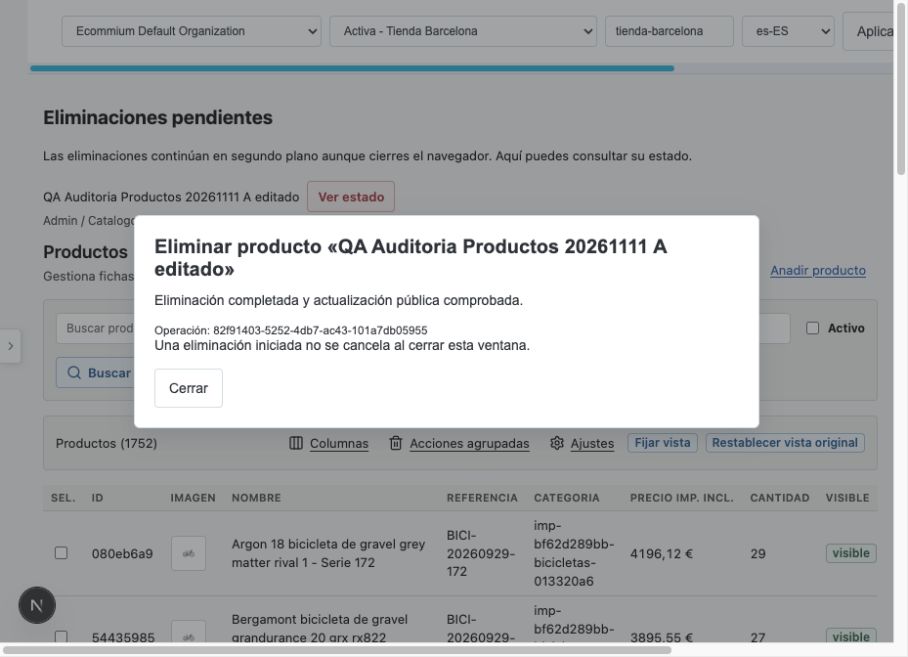 Ecommium Default Organization
Activa - Tienda Barcelona
tienda-barcelona
es-ES
Aplica
Eliminaciones pendientes
Las eliminaciones continúan en segundo plano aunque cierres el navegador. Aquí puedes consultar su estado.
QA Auditoria Productos 20261111 A editado
Ver estado
Admin / Catalogo
Productos
Gestiona fichas
Anadir producto
Eliminar producto «QA Auditoria Productos 20261111 A
editado»
Eliminación completada y actualización pública comprobada.
Operación: 82f91403-5252-4db7-ac43-101a7db05955
Una eliminación iniciada no se cancela al cerrar esta ventana.
Cerrar
Buscar prod
Activo
Buscar
Productos (1752)
Columnas
Acciones agrupadas
Ajustes
Fijar vista
Restablecer vista original
SEL. ID IMAGEN NOMBRE REFERENCIA CATEGORIA PRECIO IMP. INCL. CANTIDAD VISIBLE
080eb6a9
Argon 18 bicicleta de gravel grey
matter rival 1 - Serie 172
BICI-
20260929-
172
imp-
bf62d289bb-
bicicletas-
013320a6
4196,12 €
29
visible
N
54435985
Bergamont bicicleta de gravel
grandurance 20 grx rx822
BICI-
20260929-
imp-
bf62d289bb-
3895,55 €
27
visible